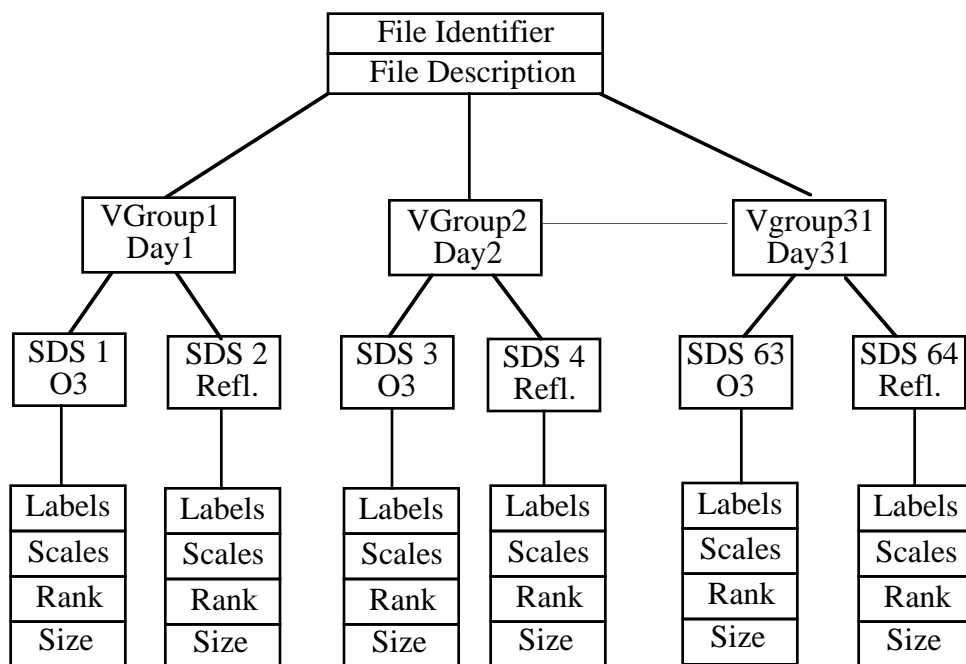 File Identifier
File Description
VGroup1
Day1
VGroup2
Day2
Vgroup31
Day31
SDS 1
O3
SDS 2
Refl.
SDS 3
O3
SDS 4
Refl.
SDS 63
O3
SDS 64
Refl.
Labels
Scales
Rank
Size
Labels
Scales
Rank
Size
Labels
Scales
Rank
Size
Labels
Scales
Rank
Size
Labels
Scales
Rank
Size
Labels
Scales
Rank
Size